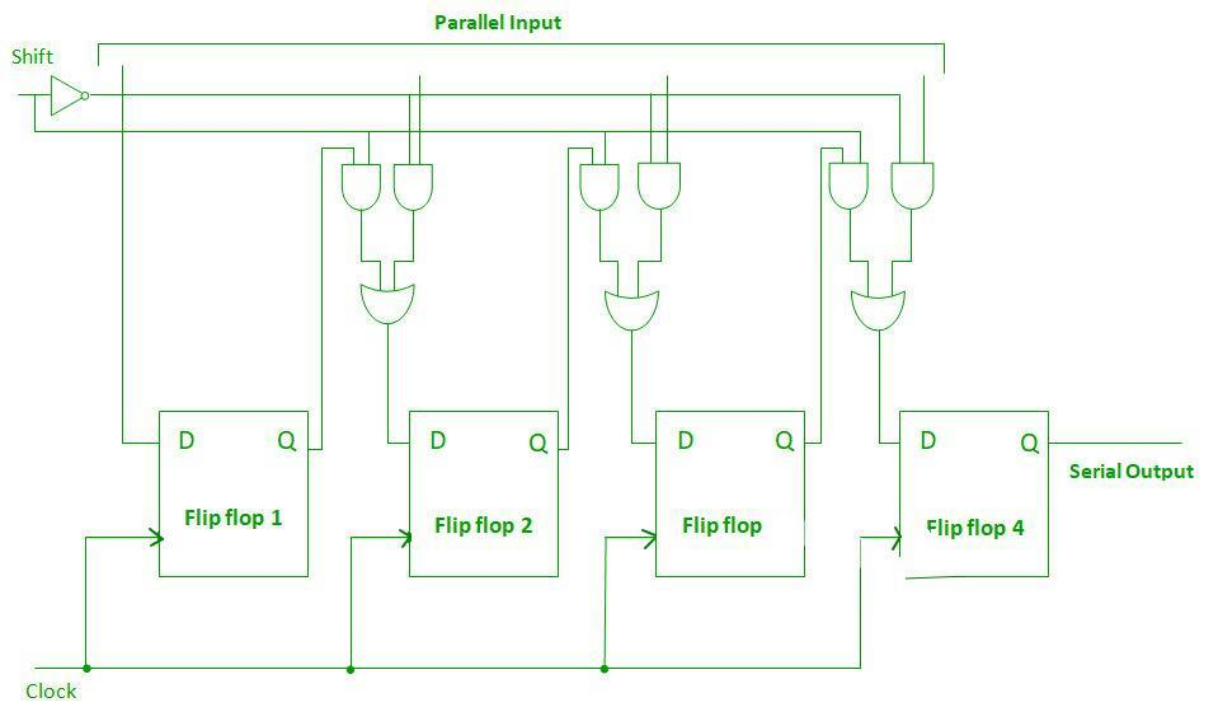 Parallel Input
Shift
D Q
D Q
D Q
D Q
Serial Output
Flip flop 1
Flip flop 2
Flip flop
Flip flop 4
Clock